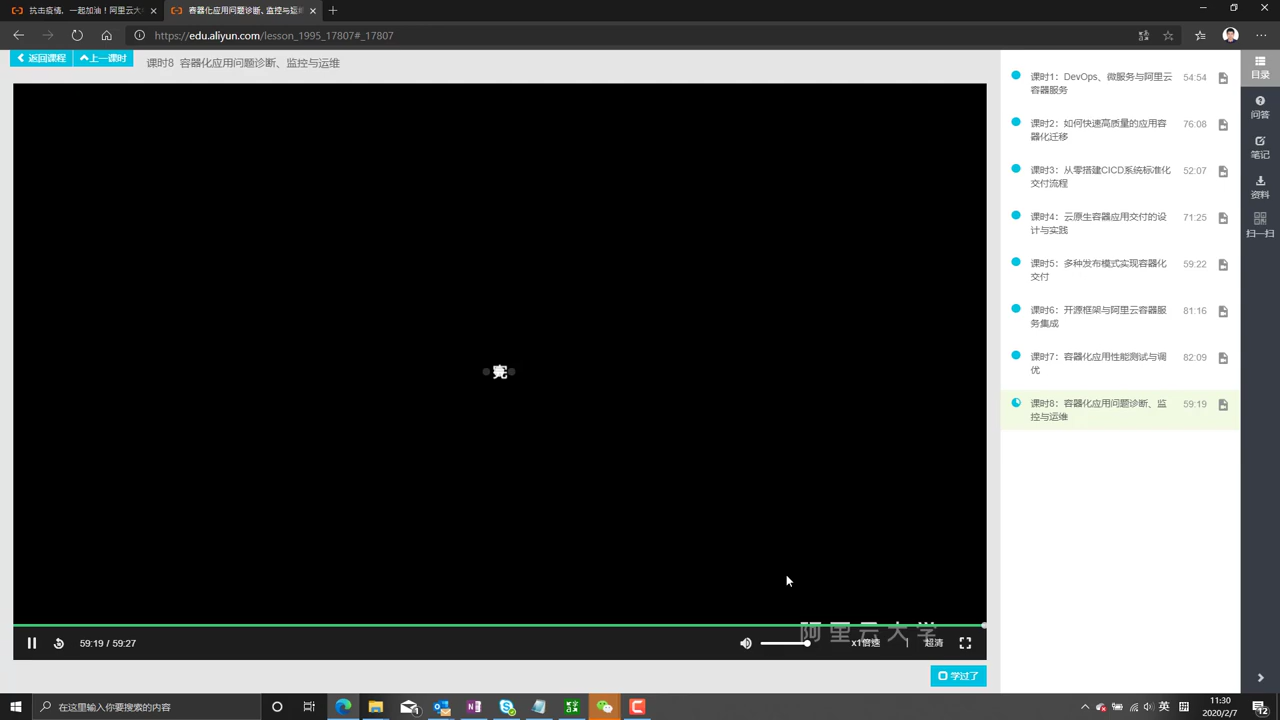 抗击疫情，一起加油！阿里云大
容器化应用问题诊断、监控与运维
https://edu.aliyun.com/lesson_1995_17807#_17807
返回课程
上一课时
课时8 容器化应用问题诊断、监控与运维
59:19 / 59:27
阿里云大学
x1倍速
超清
学过了
课时1：DevOps、微服务与阿里云
容器服务
54:54
课时2：如何快速高质量的应用容
器化迁移
76:08
课时3：从零搭建CICD系统标准化
交付流程
52:07
课时4：云原生容器应用交付的设
计与实践
71:25
课时5：多种发布模式实现容器化
交付
59:22
课时6：开源框架与阿里云容器服
务集成
81:16
课时7：容器化应用性能测试与调
优
82:09
课时8：容器化应用问题诊断、监
控与运维
59:19
目录
问答
笔记
资料
扫一扫
在这里输入你要搜索的内容
英
11:30
2020/2/7
12